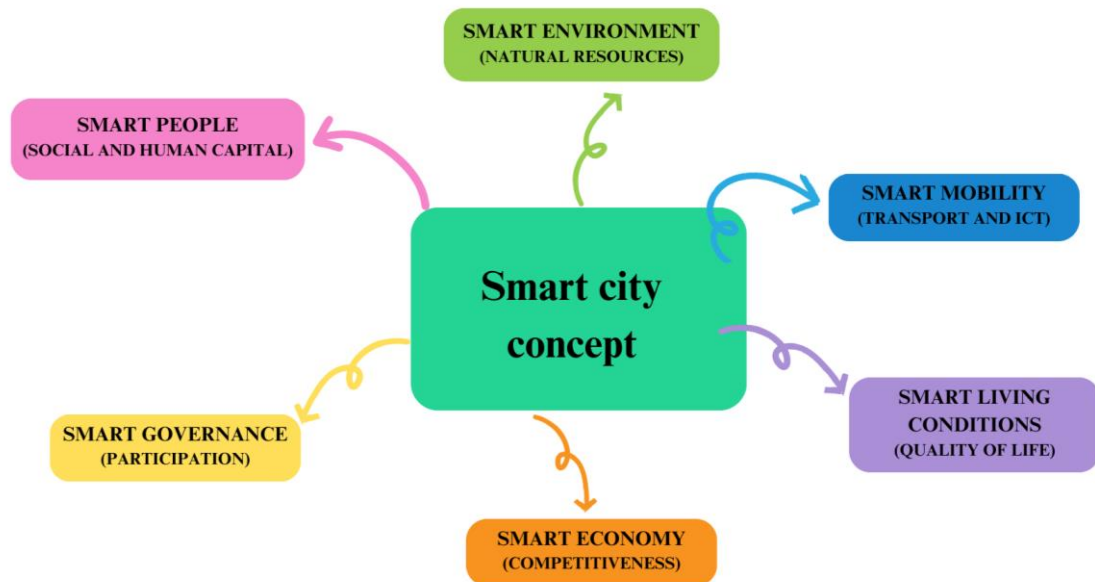 SMART ENVIRONMENT
(NATURAL RESOURCES)
SMART PEOPLE
(SOCIAL AND HUMAN CAPITAL)
SMART MOBILITY
(TRANSPORT AND ICT)
Smart city
concept
SMART LIVING
CONDITIONS
(QUALITY OF LIFE)
SMART GOVERNANCE
(PARTICIPATION)
SMART ECONOMY
(COMPETITIVENESS)